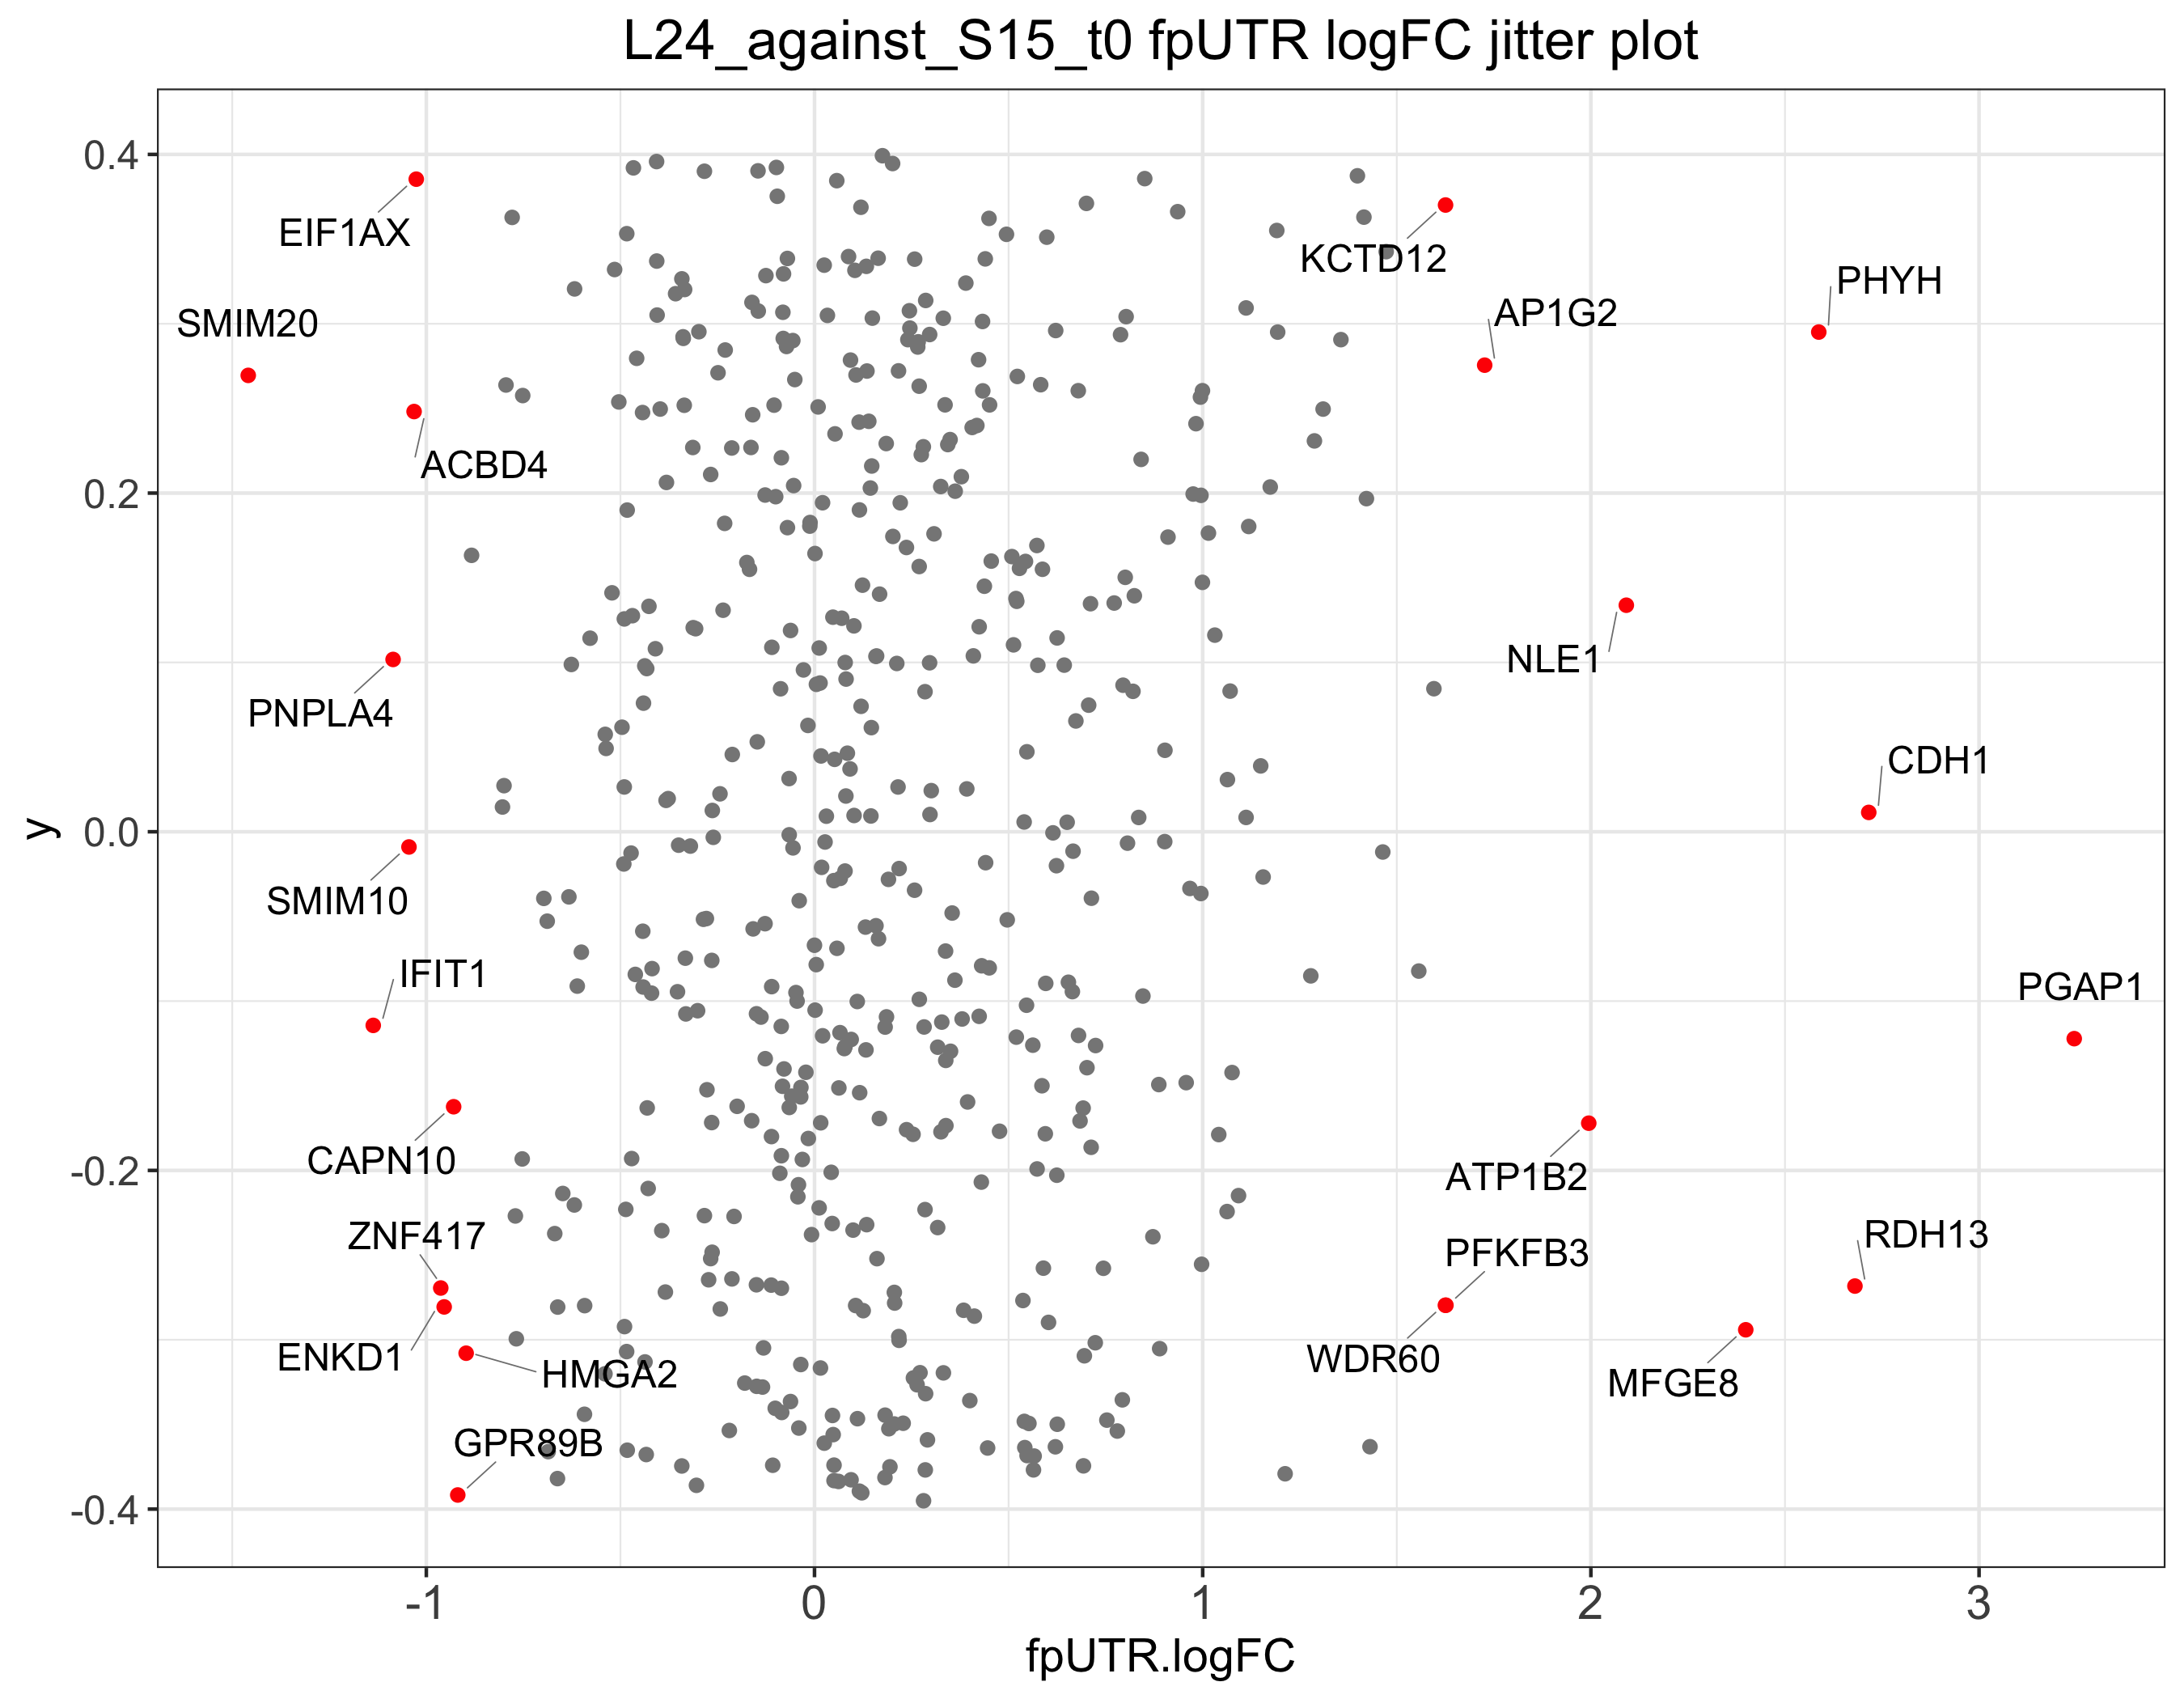 L24_against_S15_t0 fpUTR logFC jitter plot
0.4
EIF1AX
KCTD12
PHYH
AP1G2
SMIM20
ACBD4
0.2
NLE1
PNPLA4
CDH1
y
0.0
SMIM10
IFIT1
PGAP1
CAPN10
ATP1B2
-0.2
ZNF417
RDH13
PFKFB3
ENKD1
WDR60
HMGA2
MFGE8
GPR89B
-0.4
-1 0 1 2 3
fpUTR.logFC